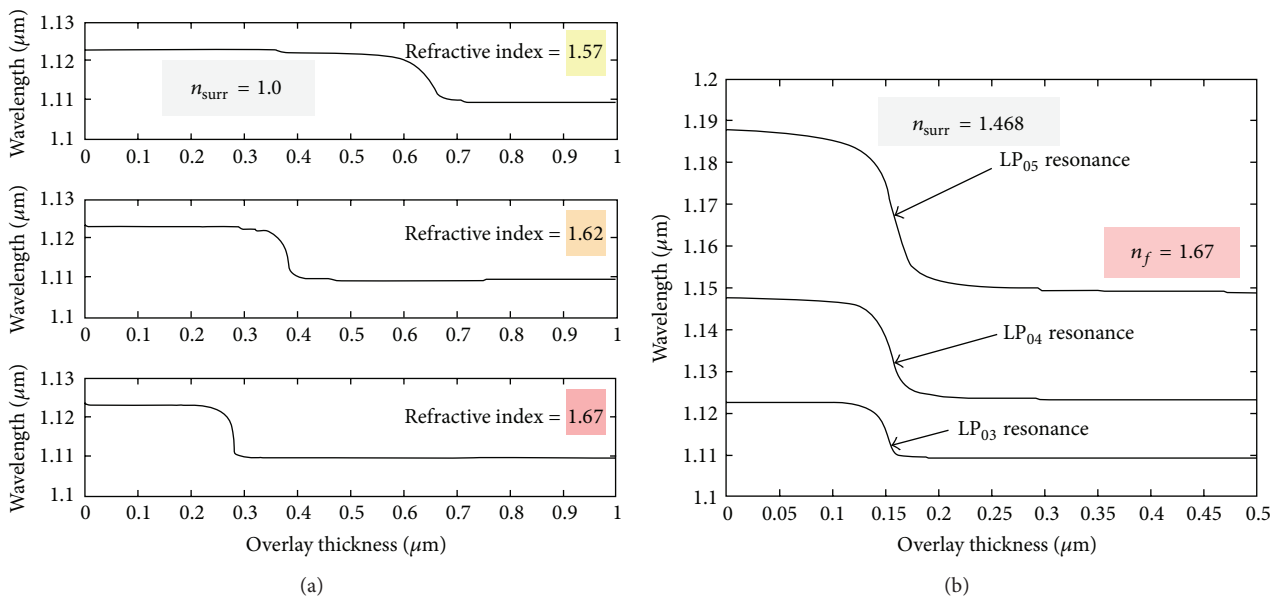 1.13
Refractive index = 1.57
1.12
n_surr = 1.0
1.11
1.1
Wavelength (μm)
0 0.1 0.2 0.3 0.4 0.5 0.6 0.7 0.8 0.9 1
1.13
Refractive index = 1.62
1.12
1.11
1.1
Wavelength (μm)
0 0.1 0.2 0.3 0.4 0.5 0.6 0.7 0.8 0.9 1
1.13
Refractive index = 1.67
1.12
1.11
1.1
Wavelength (μm)
0 0.1 0.2 0.3 0.4 0.5 0.6 0.7 0.8 0.9 1
Overlay thickness (μm)
(a)
1.2
1.19
n_surr = 1.468
LP₀₅ resonance
1.18
1.17
1.16
n_f = 1.67
1.15
1.14
LP₀₄ resonance
1.13
1.12
LP₀₃ resonance
1.11
1.1
Wavelength (μm)
0 0.05 0.1 0.15 0.2 0.25 0.3 0.35 0.4 0.45 0.5
Overlay thickness (μm)
(b)